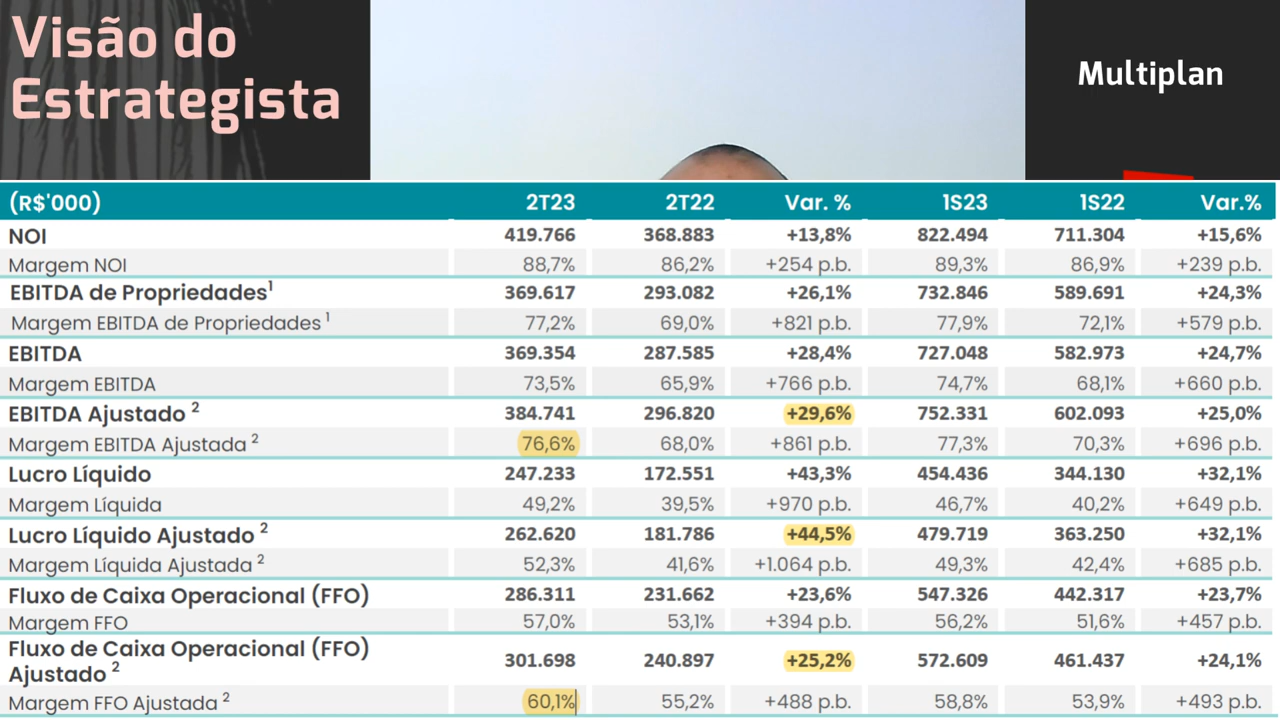 Visão do
Estrategista
Multiplan
(R$'000) 2T23 2T22 Var. % 1S23 1S22 Var.%
NOI 419.766 368.883 +13,8% 822.494 711.304 +15,6%
Margem NOI 88,7% 86,2% +254 p.b. 89,3% 86,9% +239 p.b.
EBITDA de Propriedades¹ 369.617 293.082 +26,1% 732.846 589.691 +24,3%
Margem EBITDA de Propriedades ¹ 77,2% 69,0% +821 p.b. 77,9% 72,1% +579 p.b.
EBITDA 369.354 287.585 +28,4% 727.048 582.973 +24,7%
Margem EBITDA 73,5% 65,9% +766 p.b. 74,7% 68,1% +660 p.b.
EBITDA Ajustado ² 384.741 296.820 +29,6% 752.331 602.093 +25,0%
Margem EBITDA Ajustada ² 76,6% 68,0% +861 p.b. 77,3% 70,3% +696 p.b.
Lucro Líquido 247.233 172.551 +43,3% 454.436 344.130 +32,1%
Margem Líquida 49,2% 39,5% +970 p.b. 46,7% 40,2% +649 p.b.
Lucro Líquido Ajustado ² 262.620 181.786 +44,5% 479.719 363.250 +32,1%
Margem Líquida Ajustada ² 52,3% 41,6% +1.064 p.b. 49,3% 42,4% +685 p.b.
Fluxo de Caixa Operacional (FFO) 286.311 231.662 +23,6% 547.326 442.317 +23,7%
Margem FFO 57,0% 53,1% +394 p.b. 56,2% 51,6% +457 p.b.
Fluxo de Caixa Operacional (FFO)
Ajustado ² 301.698 240.897 +25,2% 572.609 461.437 +24,1%
Margem FFO Ajustada ² 60,1% 55,2% +488 p.b. 58,8% 53,9% +493 p.b.